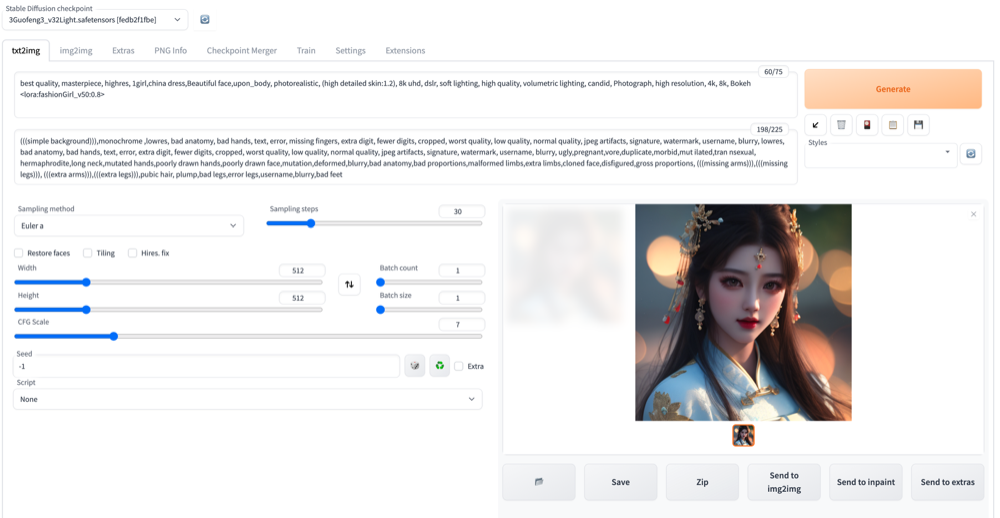 Stable Diffusion checkpoint
3Guofeng3_v32Light.safetensors [fedb2f1fbe]
txt2img img2img Extras PNG Info Checkpoint Merger Train Settings Extensions
60/75
best quality, masterpiece, highres, 1girl,china dress,Beautiful face,upon_body, photorealistic, (high detailed skin:1.2), 8k uhd, dslr, soft lighting, high quality, volumetric lighting, candid, Photograph, high resolution, 4k, 8k, Bokeh
<lora:fashionGirl_v50:0.8>
Generate
198/225
(((simple background))),monochrome ,lowres, bad anatomy, bad hands, text, error, missing fingers, extra digit, fewer digits, cropped, worst quality, low quality, normal quality, jpeg artifacts, signature, watermark, username, blurry, lowres,
bad anatomy, bad hands, text, error, extra digit, fewer digits, cropped, worst quality, low quality, normal quality, jpeg artifacts, signature, watermark, username, blurry, ugly,pregnant,vore,duplicate,morbid,mut ilated,tran nsexual,
hermaphrodite,long neck,mutated hands,poorly drawn hands,poorly drawn face,mutation,deformed,blurry,bad anatomy,bad proportions,malformed limbs,extra limbs,cloned face,disfigured,gross proportions, (((missing arms))),(((missing
legs))), (((extra arms))),(((extra legs))),pubic hair, plump,bad legs,error legs,username,blurry,bad feet
Styles
Sampling method
Euler a
Sampling steps
30
Restore faces Tiling Hires. fix
Width
512
Height
512
Batch count
1
Batch size
1
CFG Scale
7
Seed
-1
Extra
Script
None
Save
Zip
Send to
img2img
Send to inpaint
Send to extras